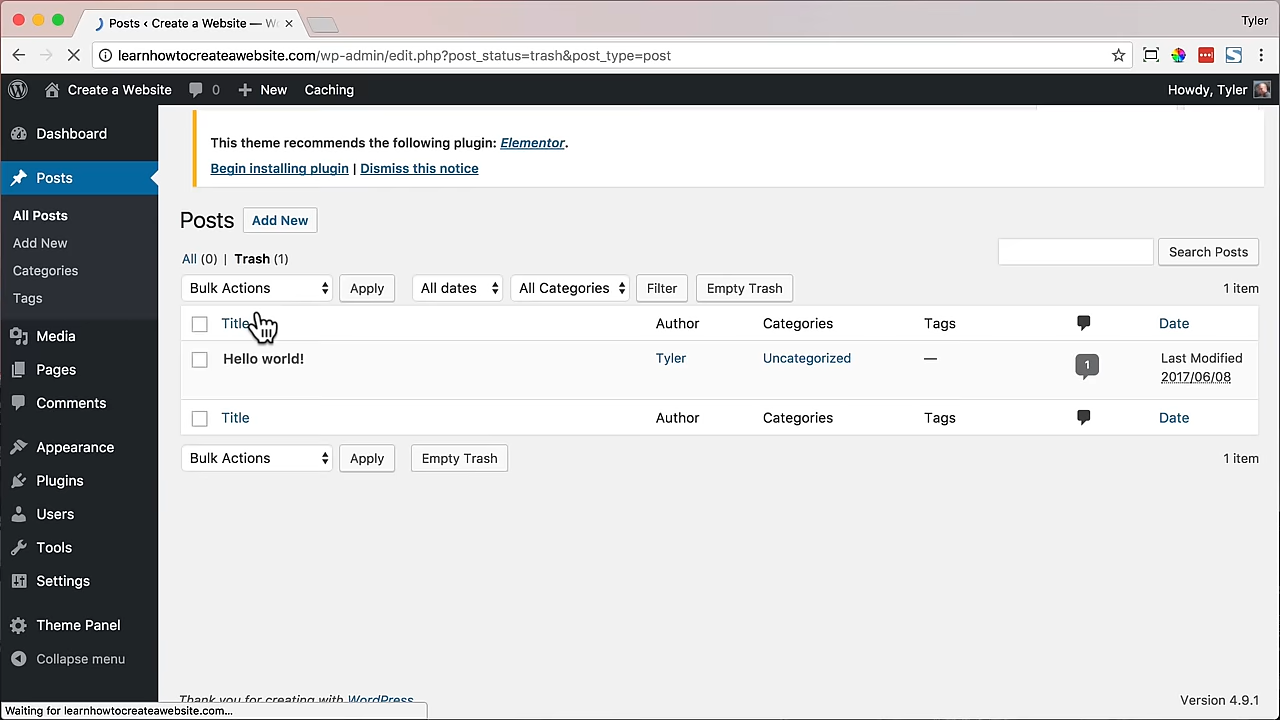 Posts ‹ Create a Website — W
Tyler
learnhowtocreateawebsite.com/wp-admin/edit.php?post_status=trash&post_type=post
Create a Website 0 New Caching Howdy, Tyler
Dashboard
Posts
All Posts
Add New
Categories
Tags
Media
Pages
Comments
Appearance
Plugins
Users
Tools
Settings
Theme Panel
Collapse menu
This theme recommends the following plugin: Elementor.
Begin installing plugin | Dismiss this notice
Posts Add New
All (0) | Trash (1)
Search Posts
Bulk Actions Apply All dates All Categories Filter Empty Trash 1 item
Title Author Categories Tags Date
Hello world! Tyler Uncategorized — 1 Last Modified
2017/06/08
Title Author Categories Tags Date
Bulk Actions Apply Empty Trash 1 item
Thank you for creating with WordPress
Version 4.9.1
Waiting for learnhowtocreateawebsite.com...